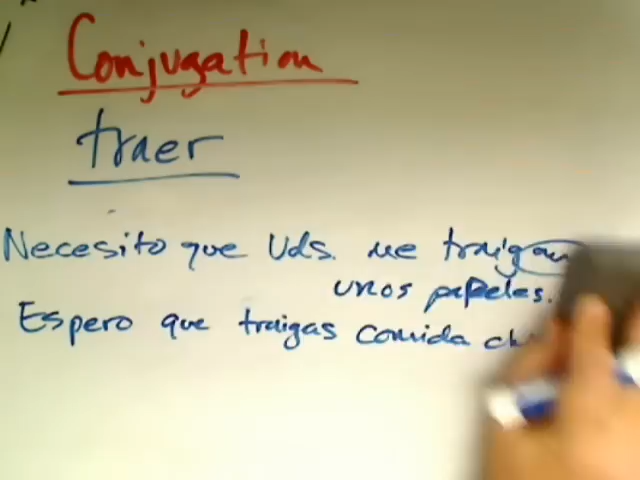 Conjugation
traer
Necesito que Uds. me traigan
unos papeles.
Espero que traigas comida